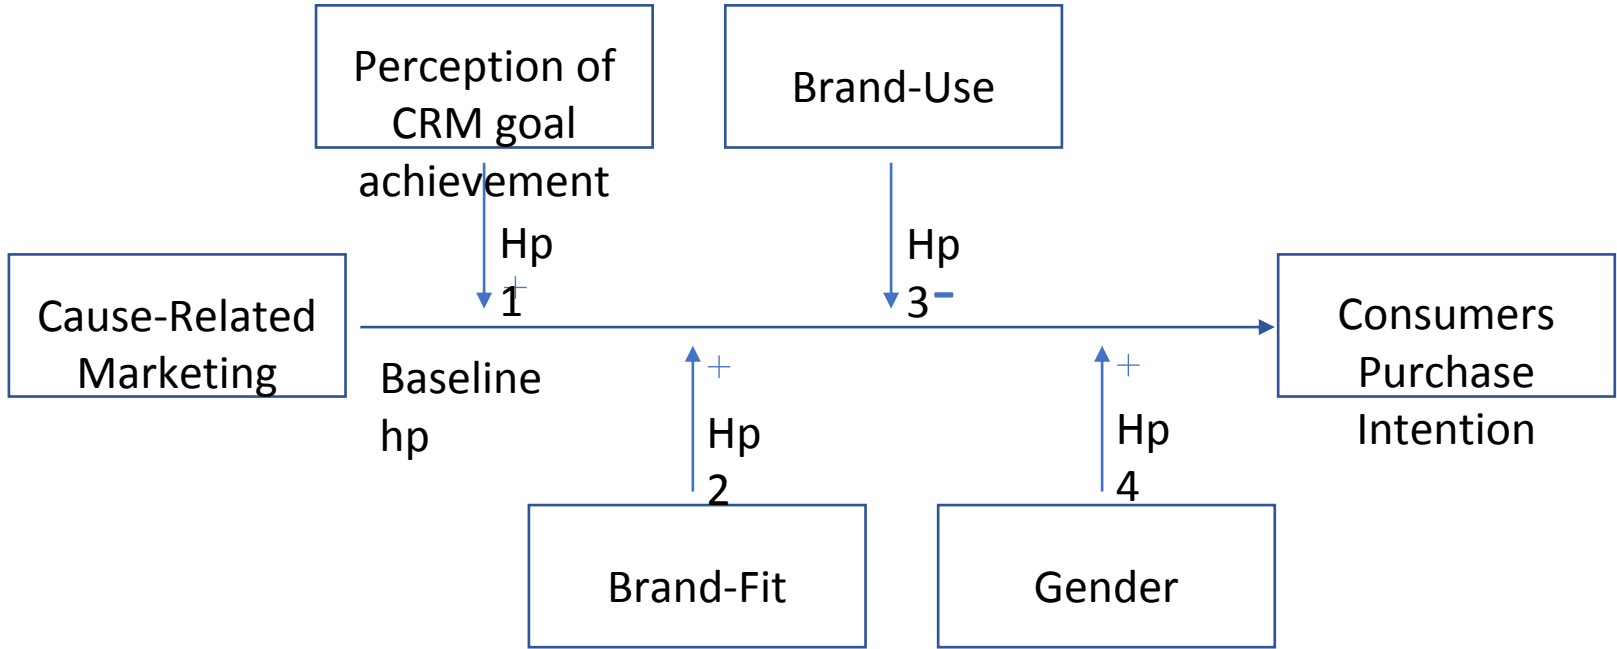 Perception of
CRM goal
achievement
Brand-Use
Hp
1
+
Hp
3-
Cause-Related
Marketing
Consumers
Purchase
Intention
Baseline
hp
+
Hp
2
+
Hp
4
Brand-Fit
Gender